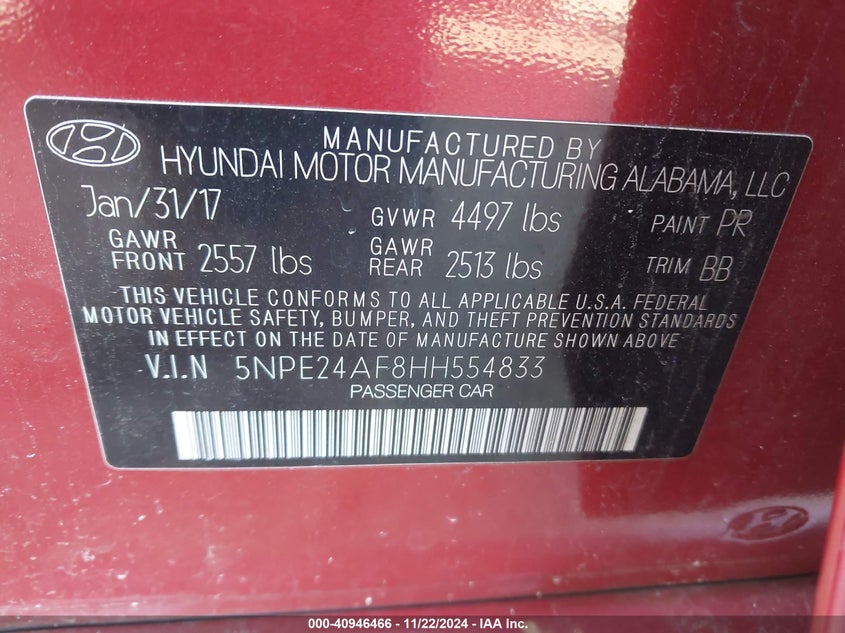 MANUFACTURED BY
HYUNDAI MOTOR MANUFACTURING ALABAMA, LLC
Jan/31/17 GVWR 4497 lbs PAINT PR
GAWR FRONT 2557 lbs GAWR REAR 2513 lbs TRIM BB
THIS VEHICLE CONFORMS TO ALL APPLICABLE U.S.A. FEDERAL
MOTOR VEHICLE SAFETY, BUMPER, AND THEFT PREVENTION STANDARDS
IN EFFECT ON THE DATE OF MANUFACTURE SHOWN ABOVE.
V.I.N 5NPE24AF8HH554833
PASSENGER CAR
000-40946466 - 11/22/2024 - IAA Inc.